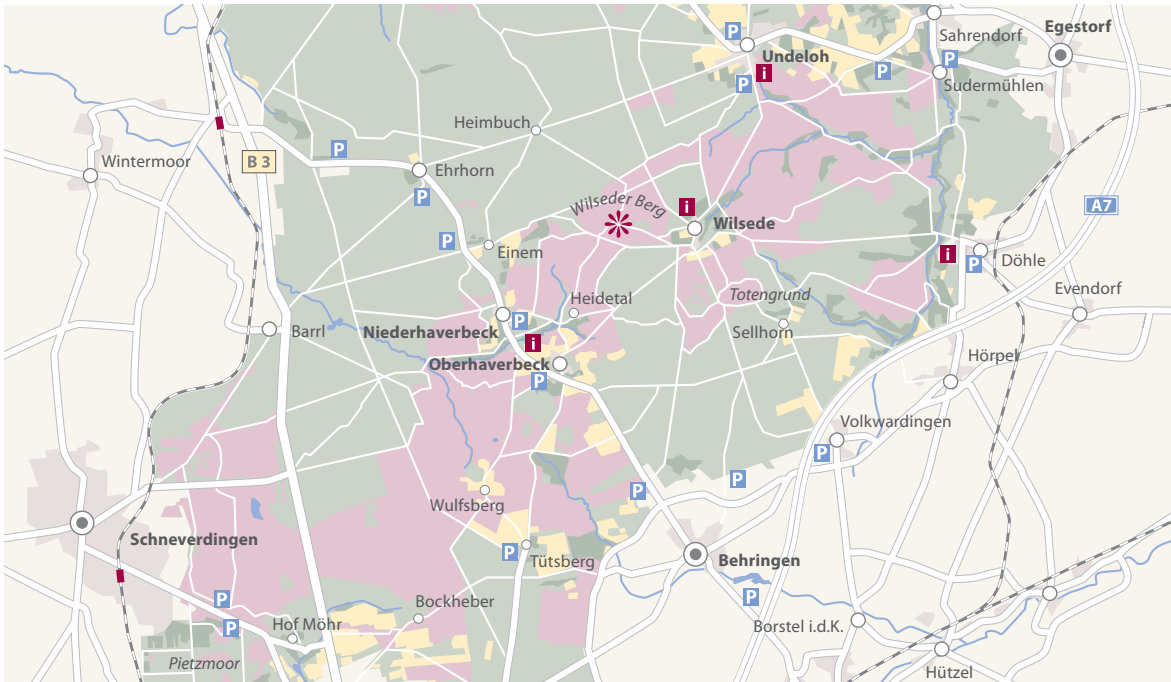 P
Sahrendorf
Egestorf
Undeloh
P
i
P
P
Sudermühlen
Heimbuch
P
B 3
Wintermoor
Ehrhorn
P
Wilseder Berg
i
Wilsede
A7
P
Einem
i
P
Döhle
Heidetal
Totengrund
Evendorf
P
Niederhaverbeck
Barrl
Sellhorn
i
Oberhaverbeck
Hörpel
P
Volkwardingen
P
P
P
Wulfsberg
Schneverdingen
P
Tütsberg
Behringen
P
P
Bockheber
P
Hof Möhr
Borstel i.d.K.
Pietzmoor
Hützel